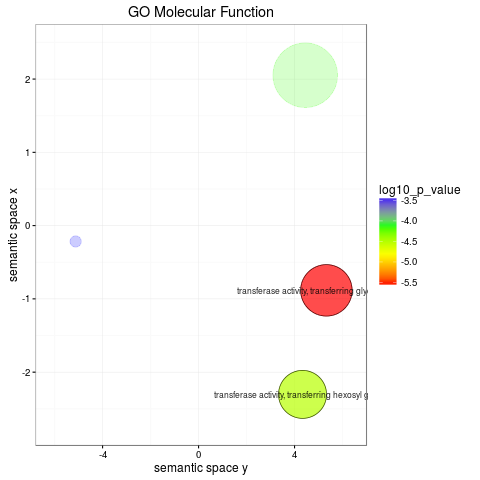 GO Molecular Function
semantic space x
2
1
0
-1
-2
transferase activity, transferring gly
transferase activity, transferring hexosyl g
-4
0
4
semantic space y
log10_p_value
-3.5
-4.0
-4.5
-5.0
-5.5